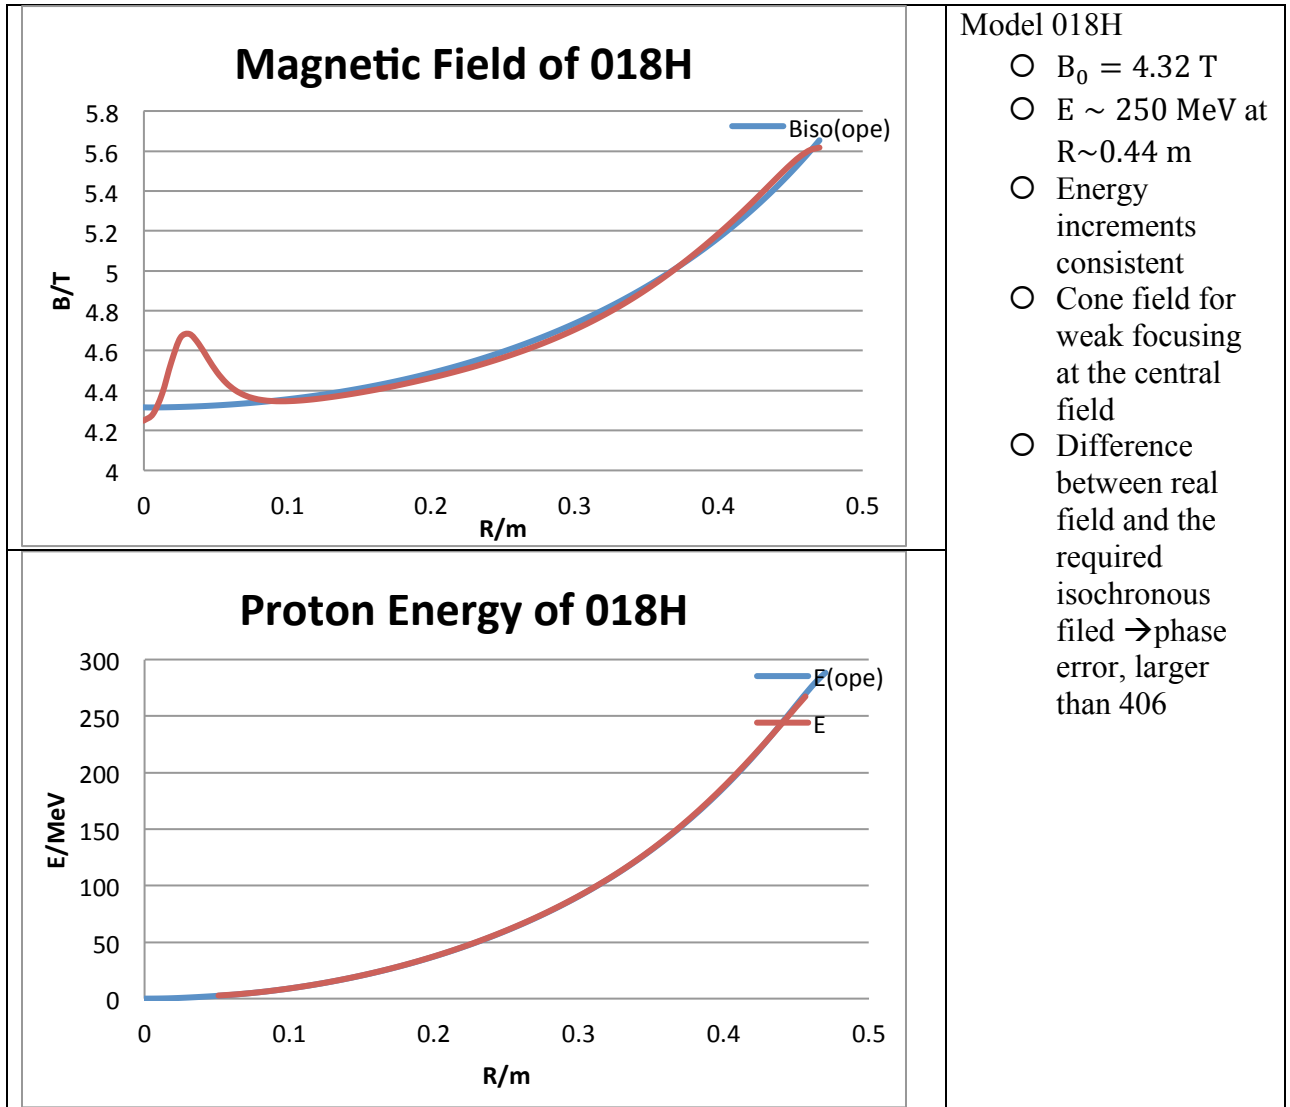 Magnetic Field of 018H
5.8
5.6
5.4
5.2
5
4.8
4.6
4.4
4.2
4
B/T
Biso(ope)
0 0.1 0.2 0.3 0.4 0.5
R/m
Proton Energy of 018H
300
250
200
150
100
50
0
E/MeV
E(ope)
E
0 0.1 0.2 0.3 0.4 0.5
R/m
Model 018H
O B₀ = 4.32 T
O E ~ 250 MeV at
R~0.44 m
O Energy
increments
consistent
O Cone field for
weak focusing
at the central
field
O Difference
between real
field and the
required
isochronous
filed →phase
error, larger
than 406